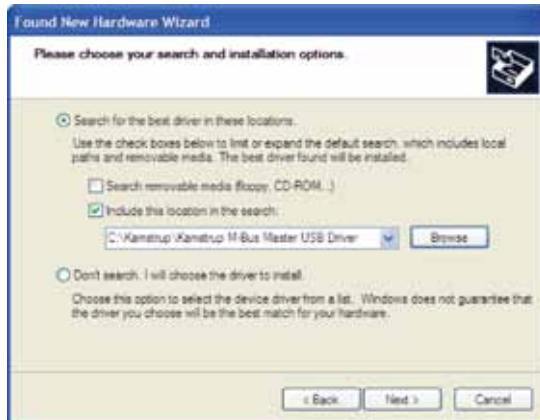 Found New Hardware Wizard
Please choose your search and installation options.
Search for the best driver in these locations.
Use the check boxes below to limit or expand the default search, which includes local
paths and removable media. The best driver found will be installed.
Search removable media (floppy, CD-ROM...)
Include this location in the search:
C:\Kamstrup\Kamstrup M-Bus Master USB Driver
Browse
Don't search. I will choose the driver to install.
Choose this option to select the device driver from a list. Windows does not guarantee that
the driver you choose will be the best match for your hardware.
< Back Next > Cancel